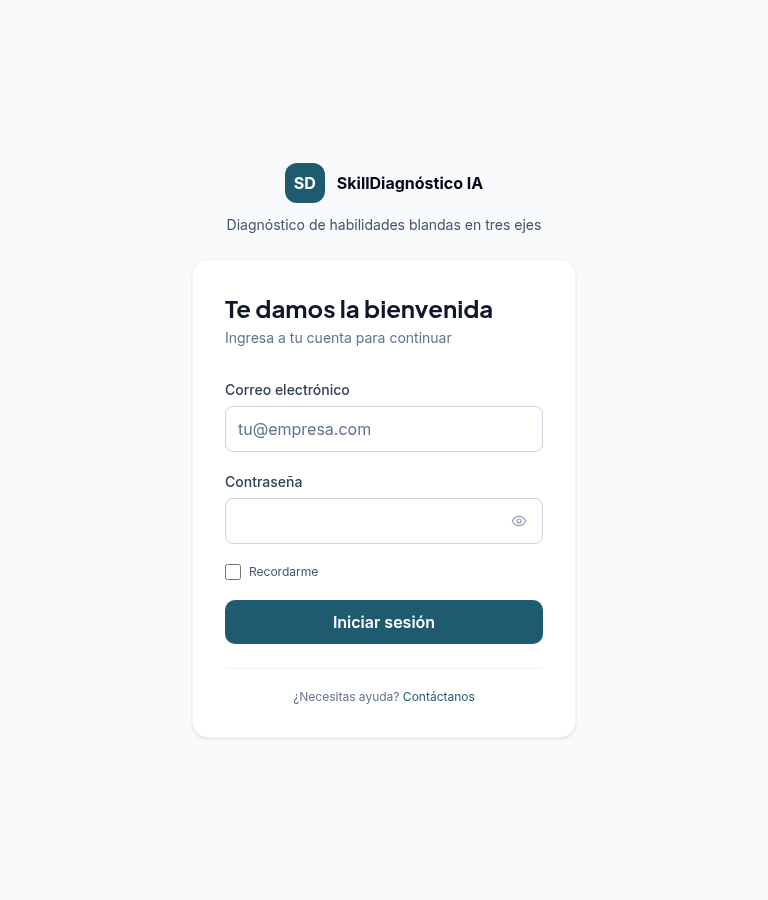 SD
SkillDiagnóstico IA
Diagnóstico de habilidades blandas en tres ejes
Te damos la bienvenida
Ingresa a tu cuenta para continuar
Correo electrónico
tu@empresa.com
Contraseña
Recordarme
Iniciar sesión
¿Necesitas ayuda? Contáctanos